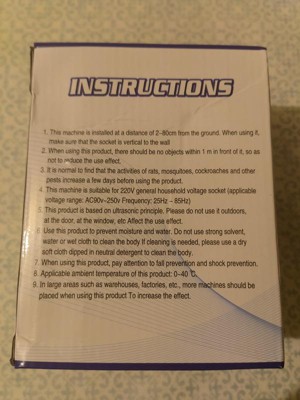 INSTRUCTIONS
1. This machine is installed at a distance of 2~80cm from the ground. When using it,
make sure that the socket is vertical to the wall
2. When using this product, there should be no objects within 1 m in front of it, so as
not to reduce the use effect.
3. It is normal to find that the activities of rats, mosquitoes, cockroaches and other
pests increase a few days before using the product.
4. This machine is suitable for 220V general household voltage socket (applicable
voltage range: AC90v~250v Frequency: 25Hz ~ 85Hz)
5. This product is based on ultrasonic principle. Please do not use it outdoors,
at the door, at the window, etc Affect the use effect.
6. Use this product to prevent moisture and water. Do not use strong solvent,
water or wet cloth to clean the body If cleaning is needed, please use a dry
soft cloth dipped in neutral detergent to clean the body.
7. When using this product, pay attention to fall prevention and shock prevention.
8. Applicable ambient temperature of this product: 0~40℃.
9. In large areas such as warehouses, factories, etc., more machines should be
placed when using this product To increase the effect.